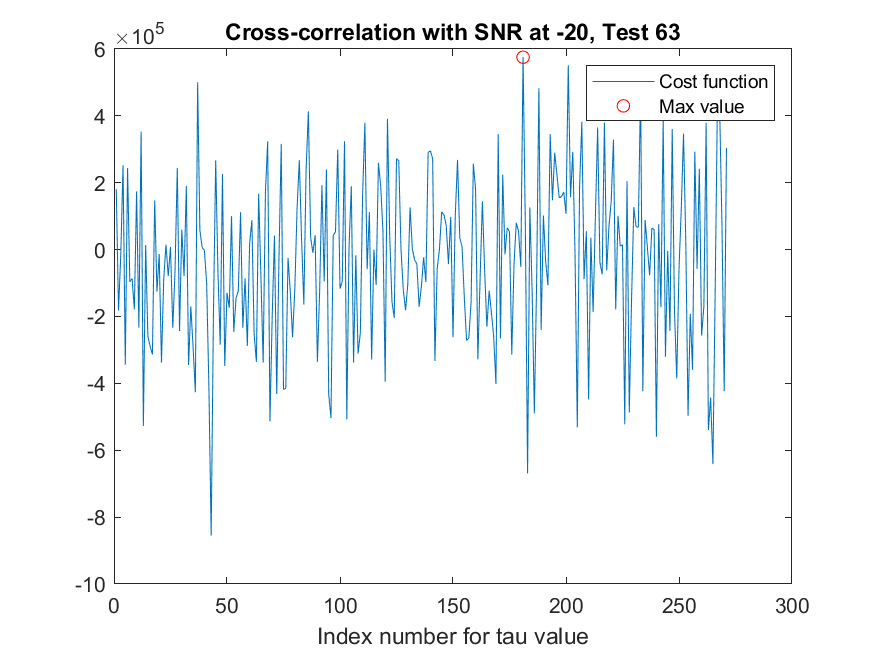 Cross-correlation with SNR at -20, Test 63
×10^5
6
4
2
0
-2
-4
-6
-8
-10
Cost function
Max value
0 50 100 150 200 250 300
Index number for tau value